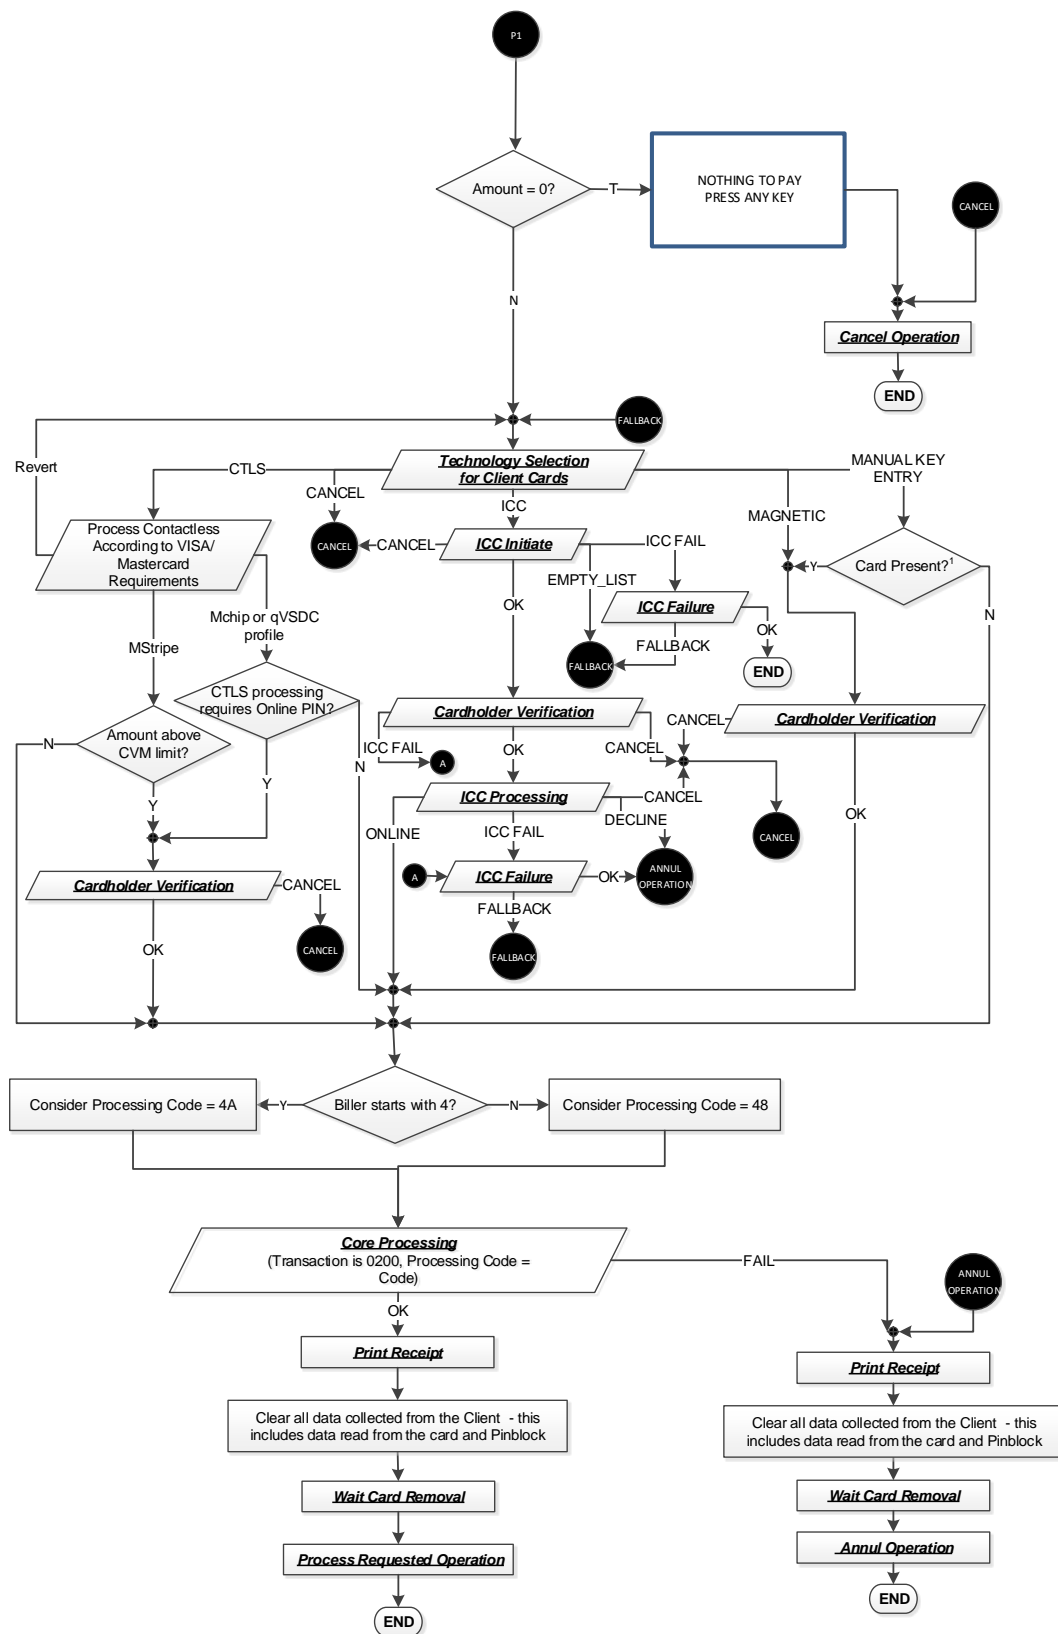 P1
Amount = 0?
T
NOTHING TO PAY
PRESS ANY KEY
CANCEL
N
Cancel Operation
END
FALLBACK
Revert
Technology Selection
for Client Cards
CTLS
CANCEL
CANCEL
ICC
MANUAL KEY
ENTRY
MAGNETIC
Process Contactless
According to VISA/
Mastercard
Requirements
CANCEL
ICC Initiate
ICC FAIL
EMPTY_LIST
OK
Card Present?¹
Y
N
ICC Failure
OK
FALLBACK
FALLBACK
END
Mchip or qVSDC
profile
MStripe
CTLS processing
requires Online PIN?
N
Y
Amount above
CVM limit?
N
Y
Cardholder Verification
ICC FAIL
A
OK
CANCEL
CANCEL
Cardholder Verification
OK
CANCEL
ICC Processing
CANCEL
DECLINE
ONLINE
ICC FAIL
A
ICC Failure
OK
ANNUL
OPERATION
FALLBACK
FALLBACK
Cardholder Verification
CANCEL
CANCEL
OK
Consider Processing Code = 4A
Y
Biller starts with 4?
N
Consider Processing Code = 48
Core Processing
(Transaction is 0200, Processing Code =
Code)
FAIL
ANNUL
OPERATION
OK
Print Receipt
Clear all data collected from the Client - this
includes data read from the card and Pinblock
Wait Card Removal
Process Requested Operation
END
Print Receipt
Clear all data collected from the Client - this
includes data read from the card and Pinblock
Wait Card Removal
Annul Operation
END